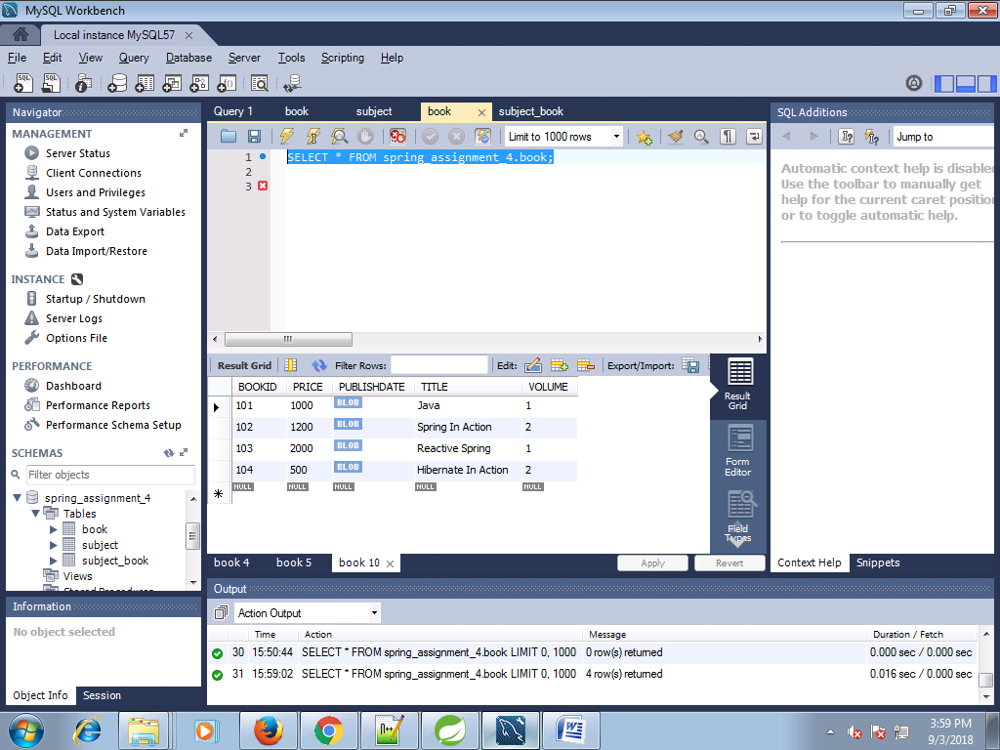 MySQL Workbench
Local instance MySQL57
File Edit View Query Database Server Tools Scripting Help
Navigator
MANAGEMENT
Server Status
Client Connections
Users and Privileges
Status and System Variables
Data Export
Data Import/Restore
INSTANCE
Startup / Shutdown
Server Logs
Options File
PERFORMANCE
Dashboard
Performance Reports
Performance Schema Setup
SCHEMAS
Filter objects
spring_assignment_4
Tables
book
subject
subject_book
Views
Information
No object selected
Object Info Session
Query 1 book subject book subject_book
Limit to 1000 rows
1 SELECT * FROM spring_assignment_4.book;
2
3
Result Grid Filter Rows: Edit: Export/Import:
BOOKID PRICE PUBLISHDATE TITLE VOLUME
101 1000 BLOB Java 1
102 1200 BLOB Spring In Action 2
103 2000 BLOB Reactive Spring 1
104 500 BLOB Hibernate In Action 2
NULL NULL NULL NULL NULL
Result
Grid
Form
Editor
Field
Types
book 4 book 5 book 10 Apply Revert
SQL Additions
Jump to
Automatic context help is disabled
Use the toolbar to manually get
help for the current caret position
or to toggle automatic help.
Context Help Snippets
Output
Action Output
Time Action Message Duration / Fetch
30 15:50:44 SELECT * FROM spring_assignment_4.book LIMIT 0, 1000 0 row(s) returned 0.000 sec / 0.000 sec
31 15:59:02 SELECT * FROM spring_assignment_4.book LIMIT 0, 1000 4 row(s) returned 0.016 sec / 0.000 sec
3:59 PM
9/3/2018